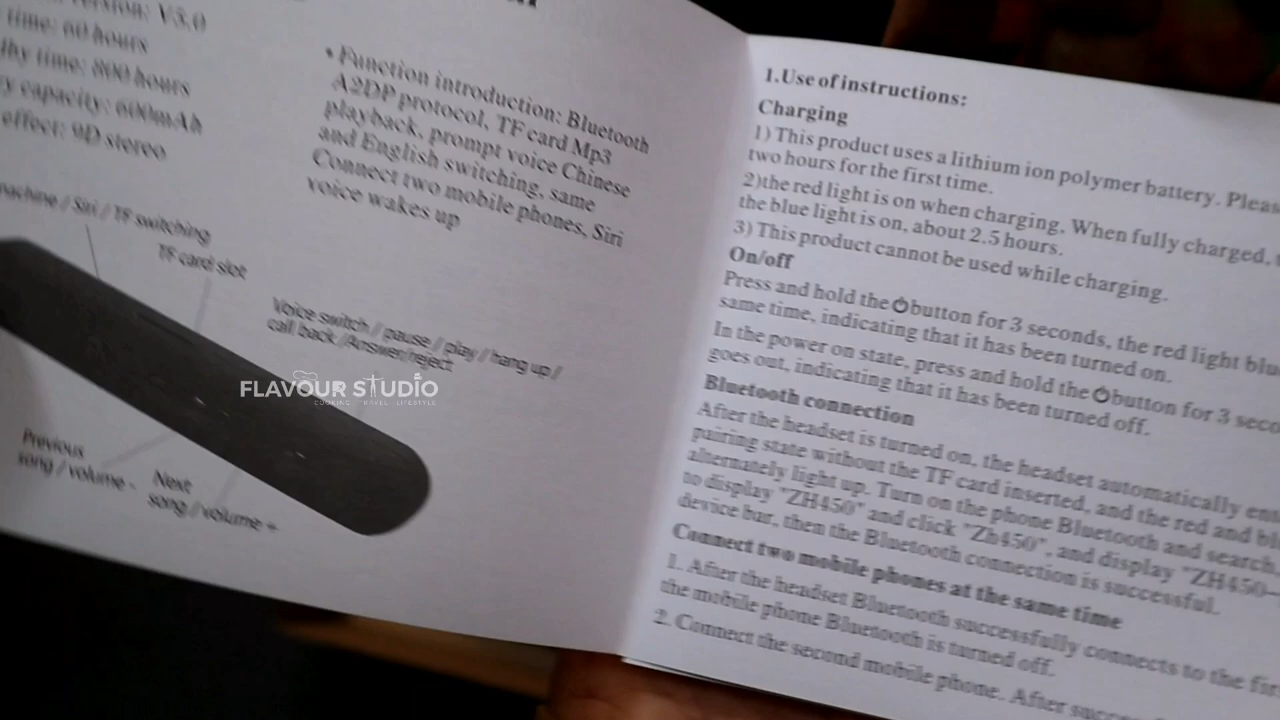 version: V5.0
time: 60 hours
time: 800 hours
capacity: 600mAh
effect: 9D stereo
• Function introduction: Bluetooth
A2DP protocol, TF card Mp3
playback, prompt voice Chinese
and English switching, same
Connect two mobile phones, Siri
voice wakes up
/ Siri / TF switching
TF card slot
Voice switch / pause / play / hang up /
call back /Answer/reject
FLAVOUR STUDIO
COOKING TRAVEL LIFESTYLE
Previous
song / volume -
Next
song / volume +
1.Use of instructions:
Charging
1) This product uses a lithium ion polymer battery.
two hours for the first time.
2)the red light is on when charging. When fully charged,
the blue light is on, about 2.5 hours.
3) This product cannot be used while charging.
On/off
Press and hold the button for 3 seconds, the red light
same time, indicating that it has been turned on.
In the power on state, press and hold the button for 3
goes out, indicating that it has been turned off.
Bluetooth connection
After the headset is turned on, the headset automatically
pairing state without the TF card inserted, and the red and
alternately light up. Turn on the phone Bluetooth and search.
to display "ZH450" and click "Zh450", and display "ZH450-
device bar, then the Bluetooth connection is successful.
Connect two mobile phones at the same time
1. After the headset Bluetooth successfully connects to the
the mobile phone Bluetooth is turned off.
2. Connect the second mobile phone. After